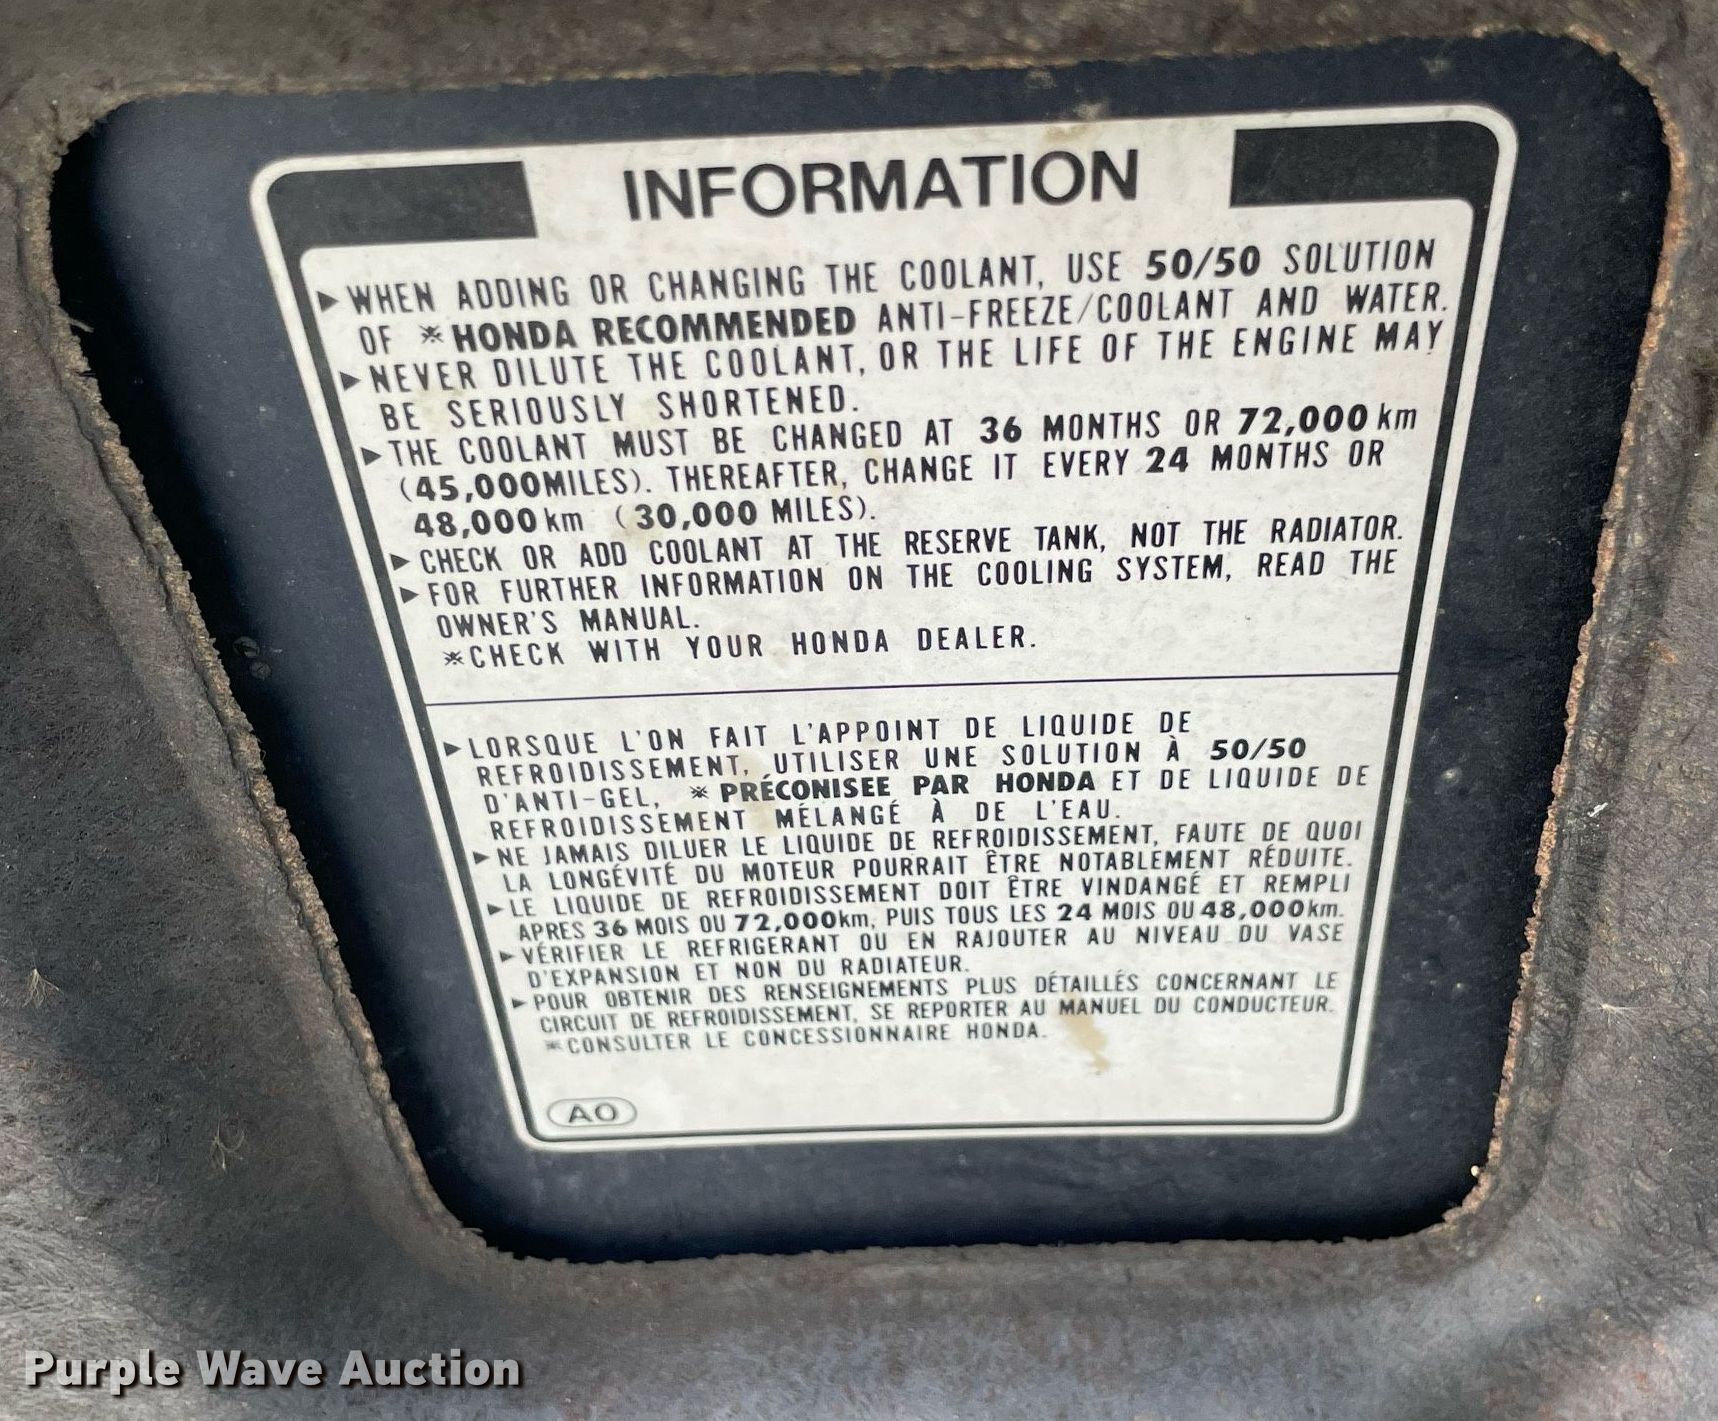 INFORMATION
▶WHEN ADDING OR CHANGING THE COOLANT, USE 50/50 SOLUTION
OF ※HONDA RECOMMENDED ANTI-FREEZE/COOLANT AND WATER.
▶NEVER DILUTE THE COOLANT, OR THE LIFE OF THE ENGINE MAY
BE SERIOUSLY SHORTENED.
▶THE COOLANT MUST BE CHANGED AT 36 MONTHS OR 72,000 km
(45,000MILES). THEREAFTER, CHANGE IT EVERY 24 MONTHS OR
48,000 km (30,000 MILES).
▶CHECK OR ADD COOLANT AT THE RESERVE TANK, NOT THE RADIATOR.
▶FOR FURTHER INFORMATION ON THE COOLING SYSTEM, READ THE
OWNER'S MANUAL.
※CHECK WITH YOUR HONDA DEALER.
▶LORSQUE L'ON FAIT L'APPOINT DE LIQUIDE DE
REFROIDISSEMENT, UTILISER UNE SOLUTION À 50/50
D'ANTI-GEL, ※ PRÉCONISEE PAR HONDA ET DE LIQUIDE DE
REFROIDISSEMENT MÉLANGÉ À DE L'EAU.
▶NE JAMAIS DILUER LE LIQUIDE DE REFROIDISSEMENT, FAUTE DE QUOI
LA LONGÉVITÉ DU MOTEUR POURRAIT ÊTRE NOTABLEMENT RÉDUITE.
▶LE LIQUIDE DE REFROIDISSEMENT DOIT ÊTRE VINDANGÉ ET REMPLI
APRES 36 MOIS OU 72,000km, PUIS TOUS LES 24 MOIS OU 48,000km.
▶VÉRIFIER LE REFRIGERANT OU EN RAJOUTER AU NIVEAU DU VASE
D'EXPANSION ET NON DU RADIATEUR.
▶POUR OBTENIR DES RENSEIGNEMENTS PLUS DÉTAILLÉS CONCERNANT LE
CIRCUIT DE REFROIDISSEMENT, SE REPORTER AU MANUEL DU CONDUCTEUR.
※CONSULTER LE CONCESSIONNAIRE HONDA.
AO
Purple Wave Auction